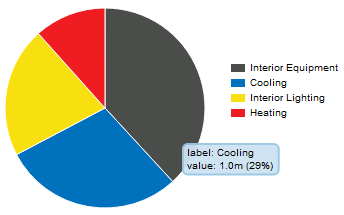 Interior Equipment
Cooling
Interior Lighting
Heating
label: Cooling
value: 1.0m (29%)